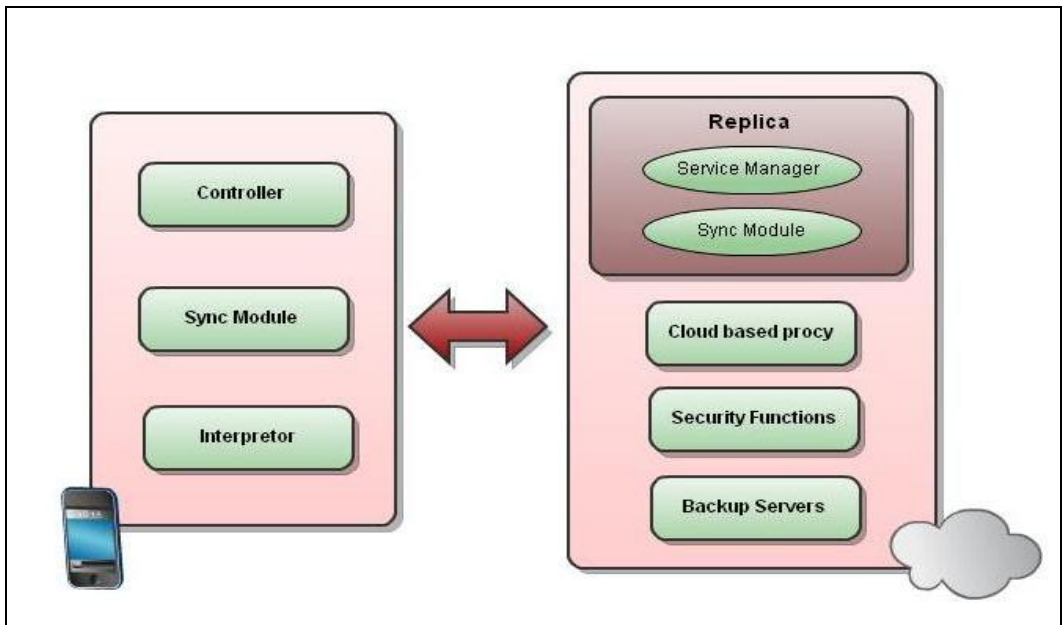 Controller
Sync Module
Interpretor
Replica
Service Manager
Sync Module
Cloud based procy
Security Functions
Backup Servers